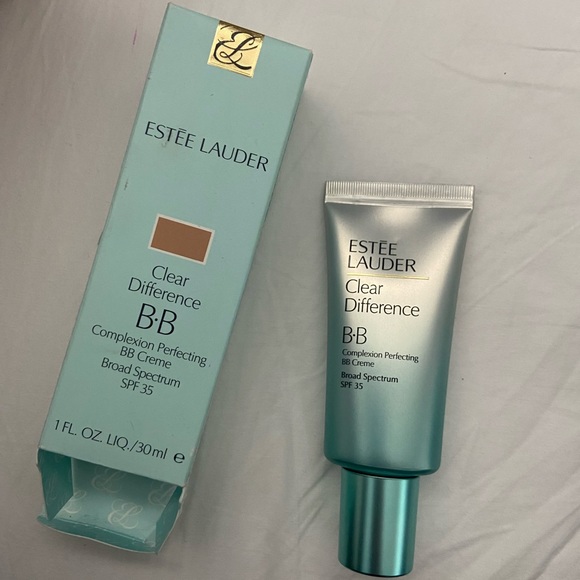 ESTĒE LAUDER
Clear
Difference
B·B
Complexion Perfecting
BB Creme
Broad Spectrum
SPF 35
1 FL. OZ. LIQ./30 ml e
ESTĒE
LAUDER
Clear
Difference
B·B
Complexion Perfecting
BB Creme
Broad Spectrum
SPF 35